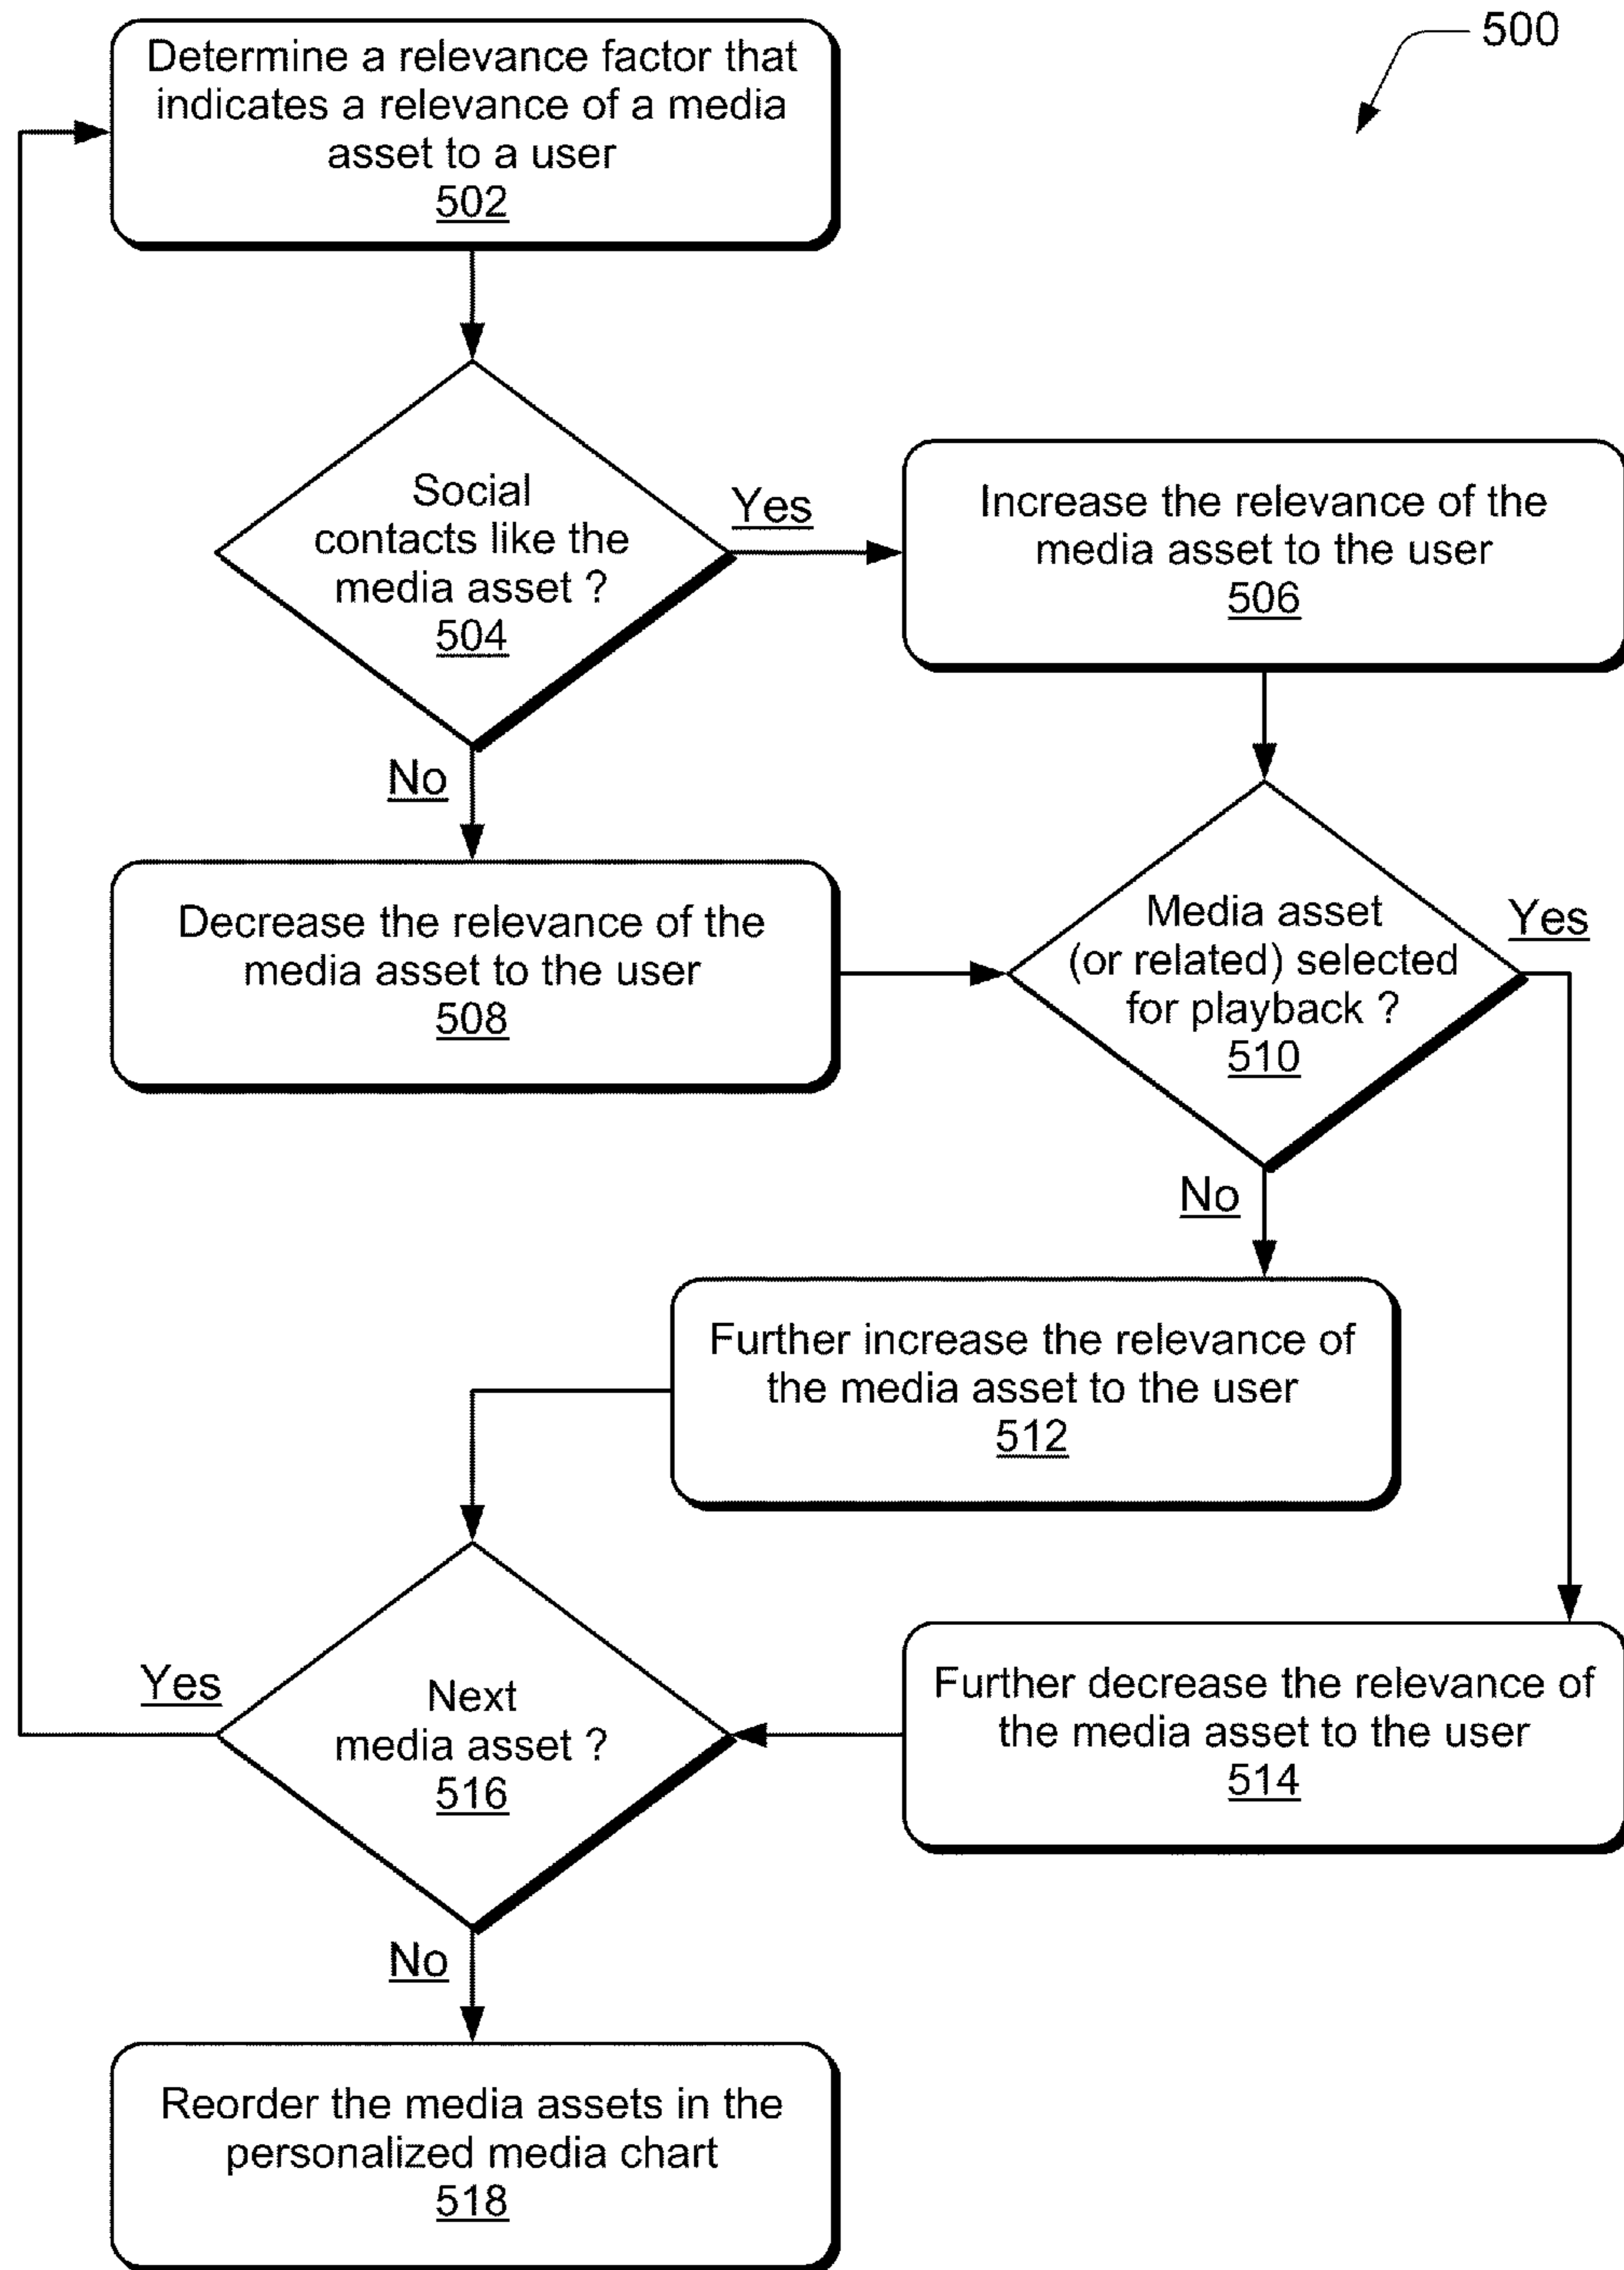 500
Determine a relevance factor that
indicates a relevance of a media
asset to a user
502
Social
contacts like the
media asset ?
504
Yes
Increase the relevance of the
media asset to the user
506
No
Decrease the relevance of the
media asset to the user
508
Media asset
(or related) selected
for playback ?
510
Yes
No
Further increase the relevance of
the media asset to the user
512
Further decrease the relevance of
the media asset to the user
514
Next
media asset ?
516
Yes
No
Reorder the media assets in the
personalized media chart
518